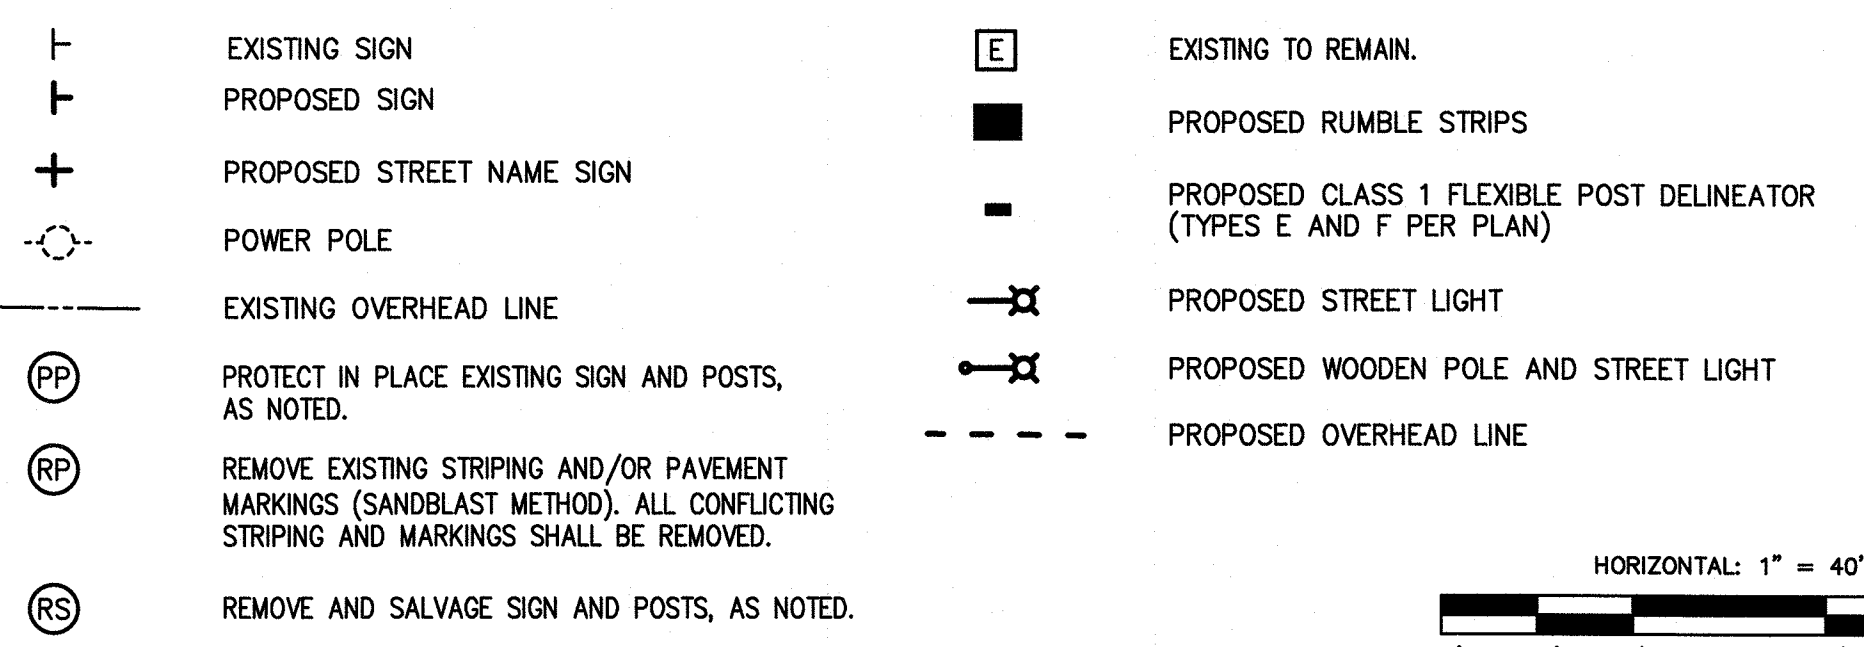 EXISTING SIGN
PROPOSED SIGN
PROPOSED STREET NAME SIGN
POWER POLE
EXISTING OVERHEAD LINE
PP
PROTECT IN PLACE EXISTING SIGN AND POSTS,
AS NOTED.
RP
REMOVE EXISTING STRIPING AND/OR PAVEMENT
MARKINGS (SANDBLAST METHOD). ALL CONFLICTING
STRIPING AND MARKINGS SHALL BE REMOVED.
RS
REMOVE AND SALVAGE SIGN AND POSTS, AS NOTED.
E
EXISTING TO REMAIN.
PROPOSED RUMBLE STRIPS
PROPOSED CLASS 1 FLEXIBLE POST DELINEATOR
(TYPES E AND F PER PLAN)
PROPOSED STREET LIGHT
PROPOSED WOODEN POLE AND STREET LIGHT
PROPOSED OVERHEAD LINE
HORIZONTAL: 1" = 40'